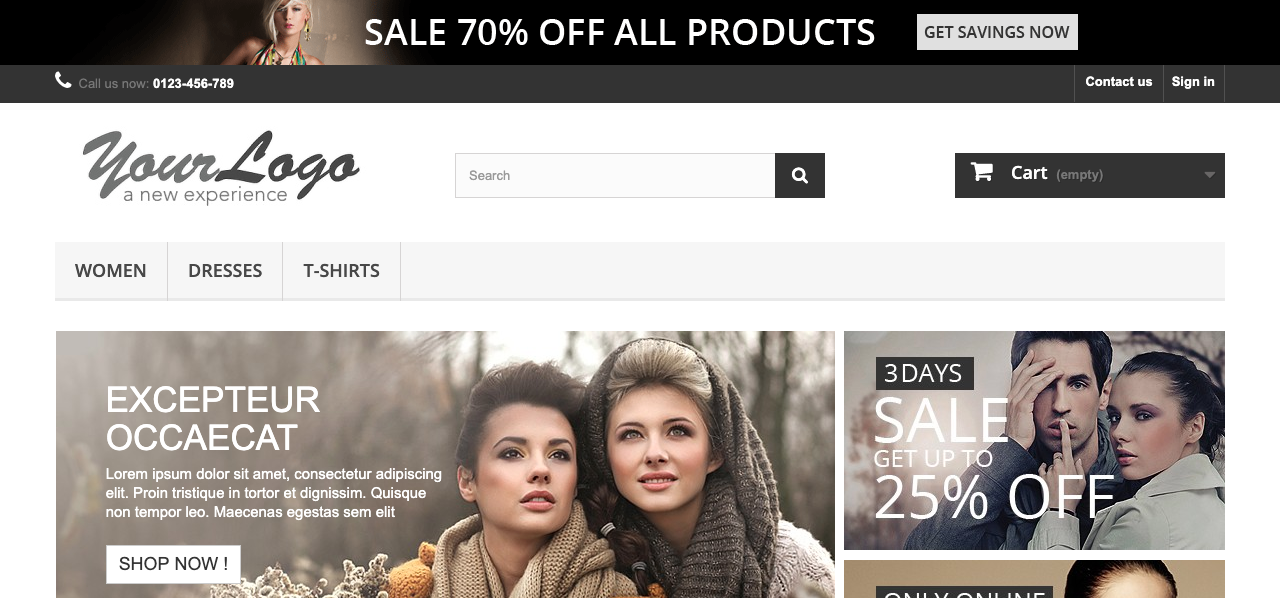 SALE 70% OFF ALL PRODUCTS
GET SAVINGS NOW
Call us now: 0123-456-789
Contact us
Sign in
YourLogo
a new experience
Search
Cart (empty)
WOMEN
DRESSES
T-SHIRTS
EXCEPTEUR
OCCAECAT
Lorem ipsum dolor sit amet, consectetur adipiscing
elit. Proin tristique in tortor et dignissim. Quisque
non tempor leo. Maecenas egestas sem elit
SHOP NOW !
3DAYS
SALE
GET UP TO
25% OFF
ONLY ONLINE